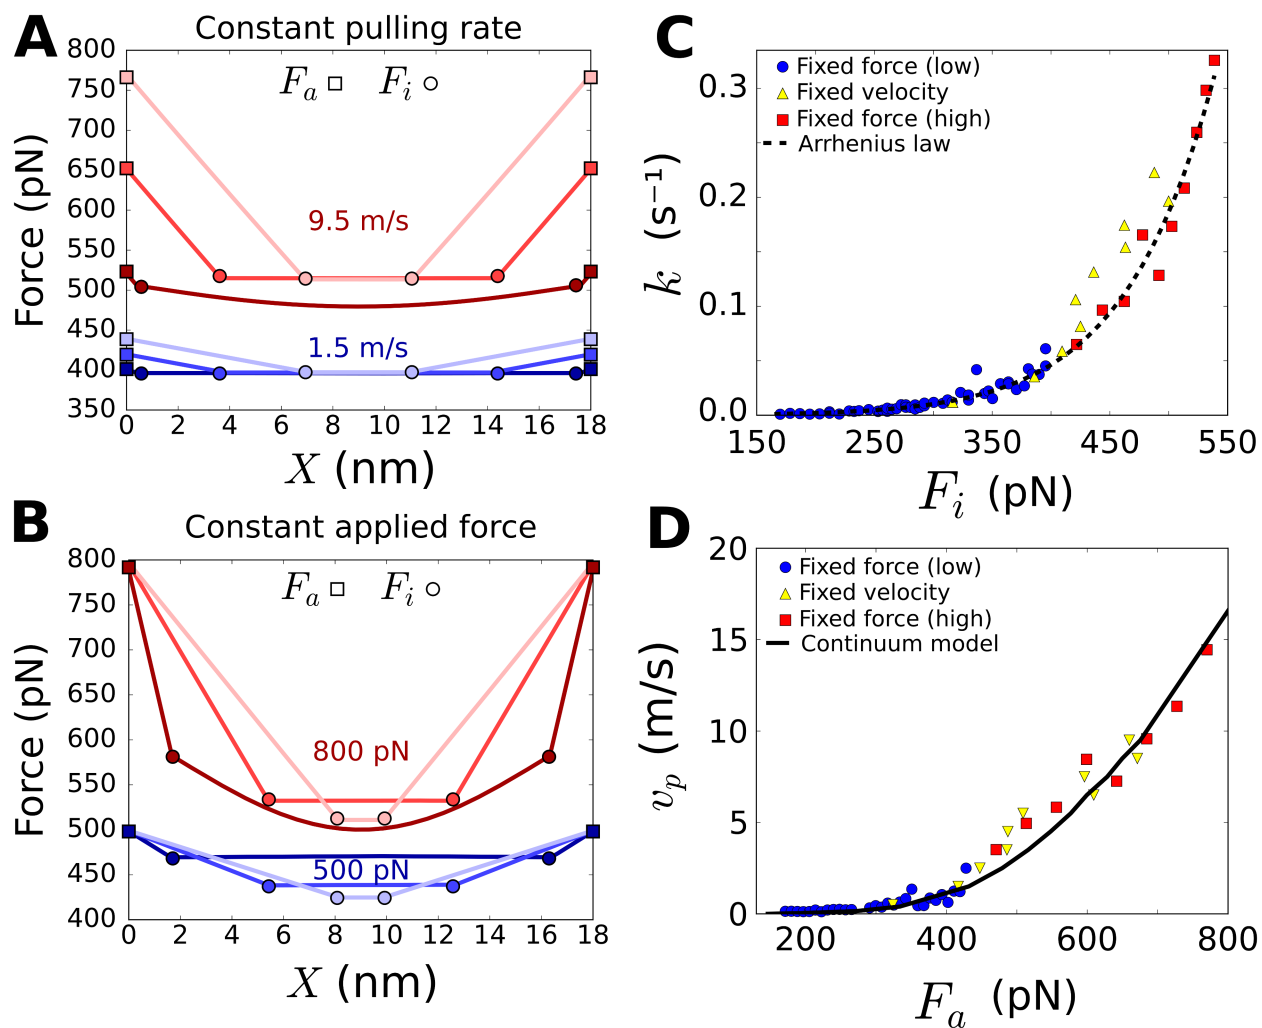 A
Constant pulling rate
F_a F_i
9.5 m/s
1.5 m/s
800
750
700
650
600
550
500
450
400
350
Force (pN)
0 2 4 6 8 10 12 14 16 18
X (nm)
B
Constant applied force
F_a F_i
800 pN
500 pN
800
750
700
650
600
550
500
450
400
Force (pN)
0 2 4 6 8 10 12 14 16 18
X (nm)
C
Fixed force (low)
Fixed velocity
Fixed force (high)
Arrhenius law
0.3
0.2
0.1
0.0
k (s⁻¹)
150 250 350 450 550
F_i (pN)
D
Fixed force (low)
Fixed velocity
Fixed force (high)
Continuum model
20
15
10
5
0
v_p (m/s)
200 400 600 800
F_a (pN)